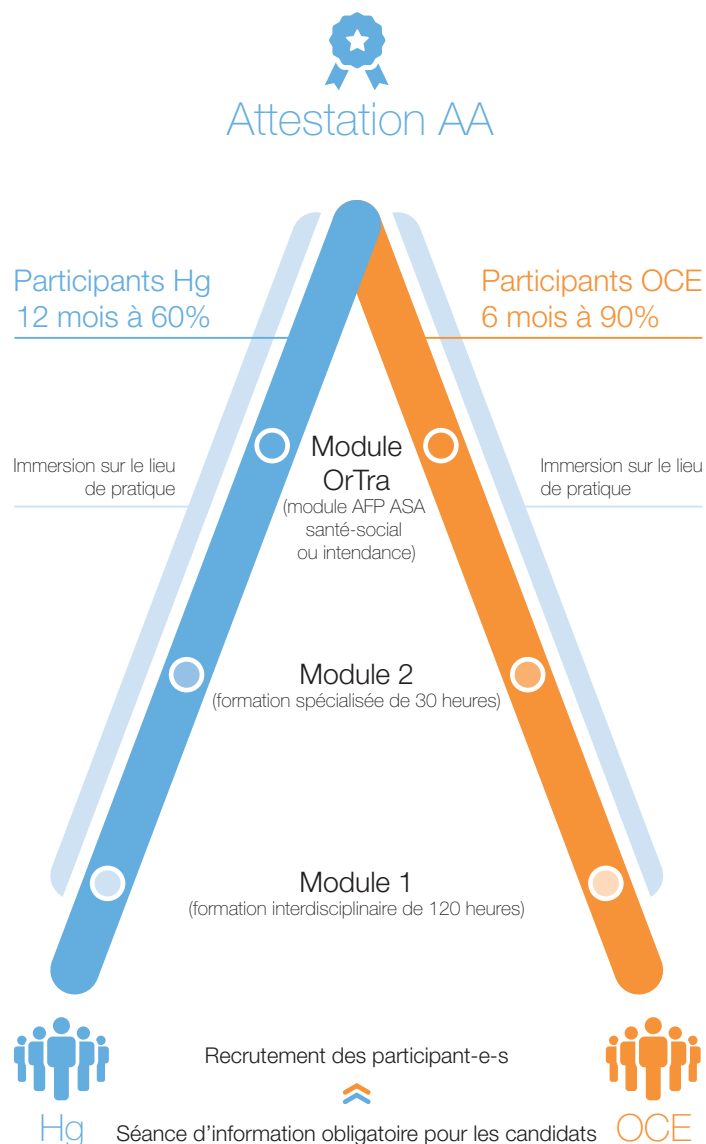 Attestation AA
Participants Hg
12 mois à 60%
Participants OCE
6 mois à 90%
Immersion sur le lieu
de pratique
Module
OrTra
(module AFP ASA
santé-social
ou intendance)
Immersion sur le lieu
de pratique
Module 2
(formation spécialisée de 30 heures)
Module 1
(formation interdisciplinaire de 120 heures)
Recrutement des participant-e-s
Hg
Séance d’information obligatoire pour les candidats
OCE